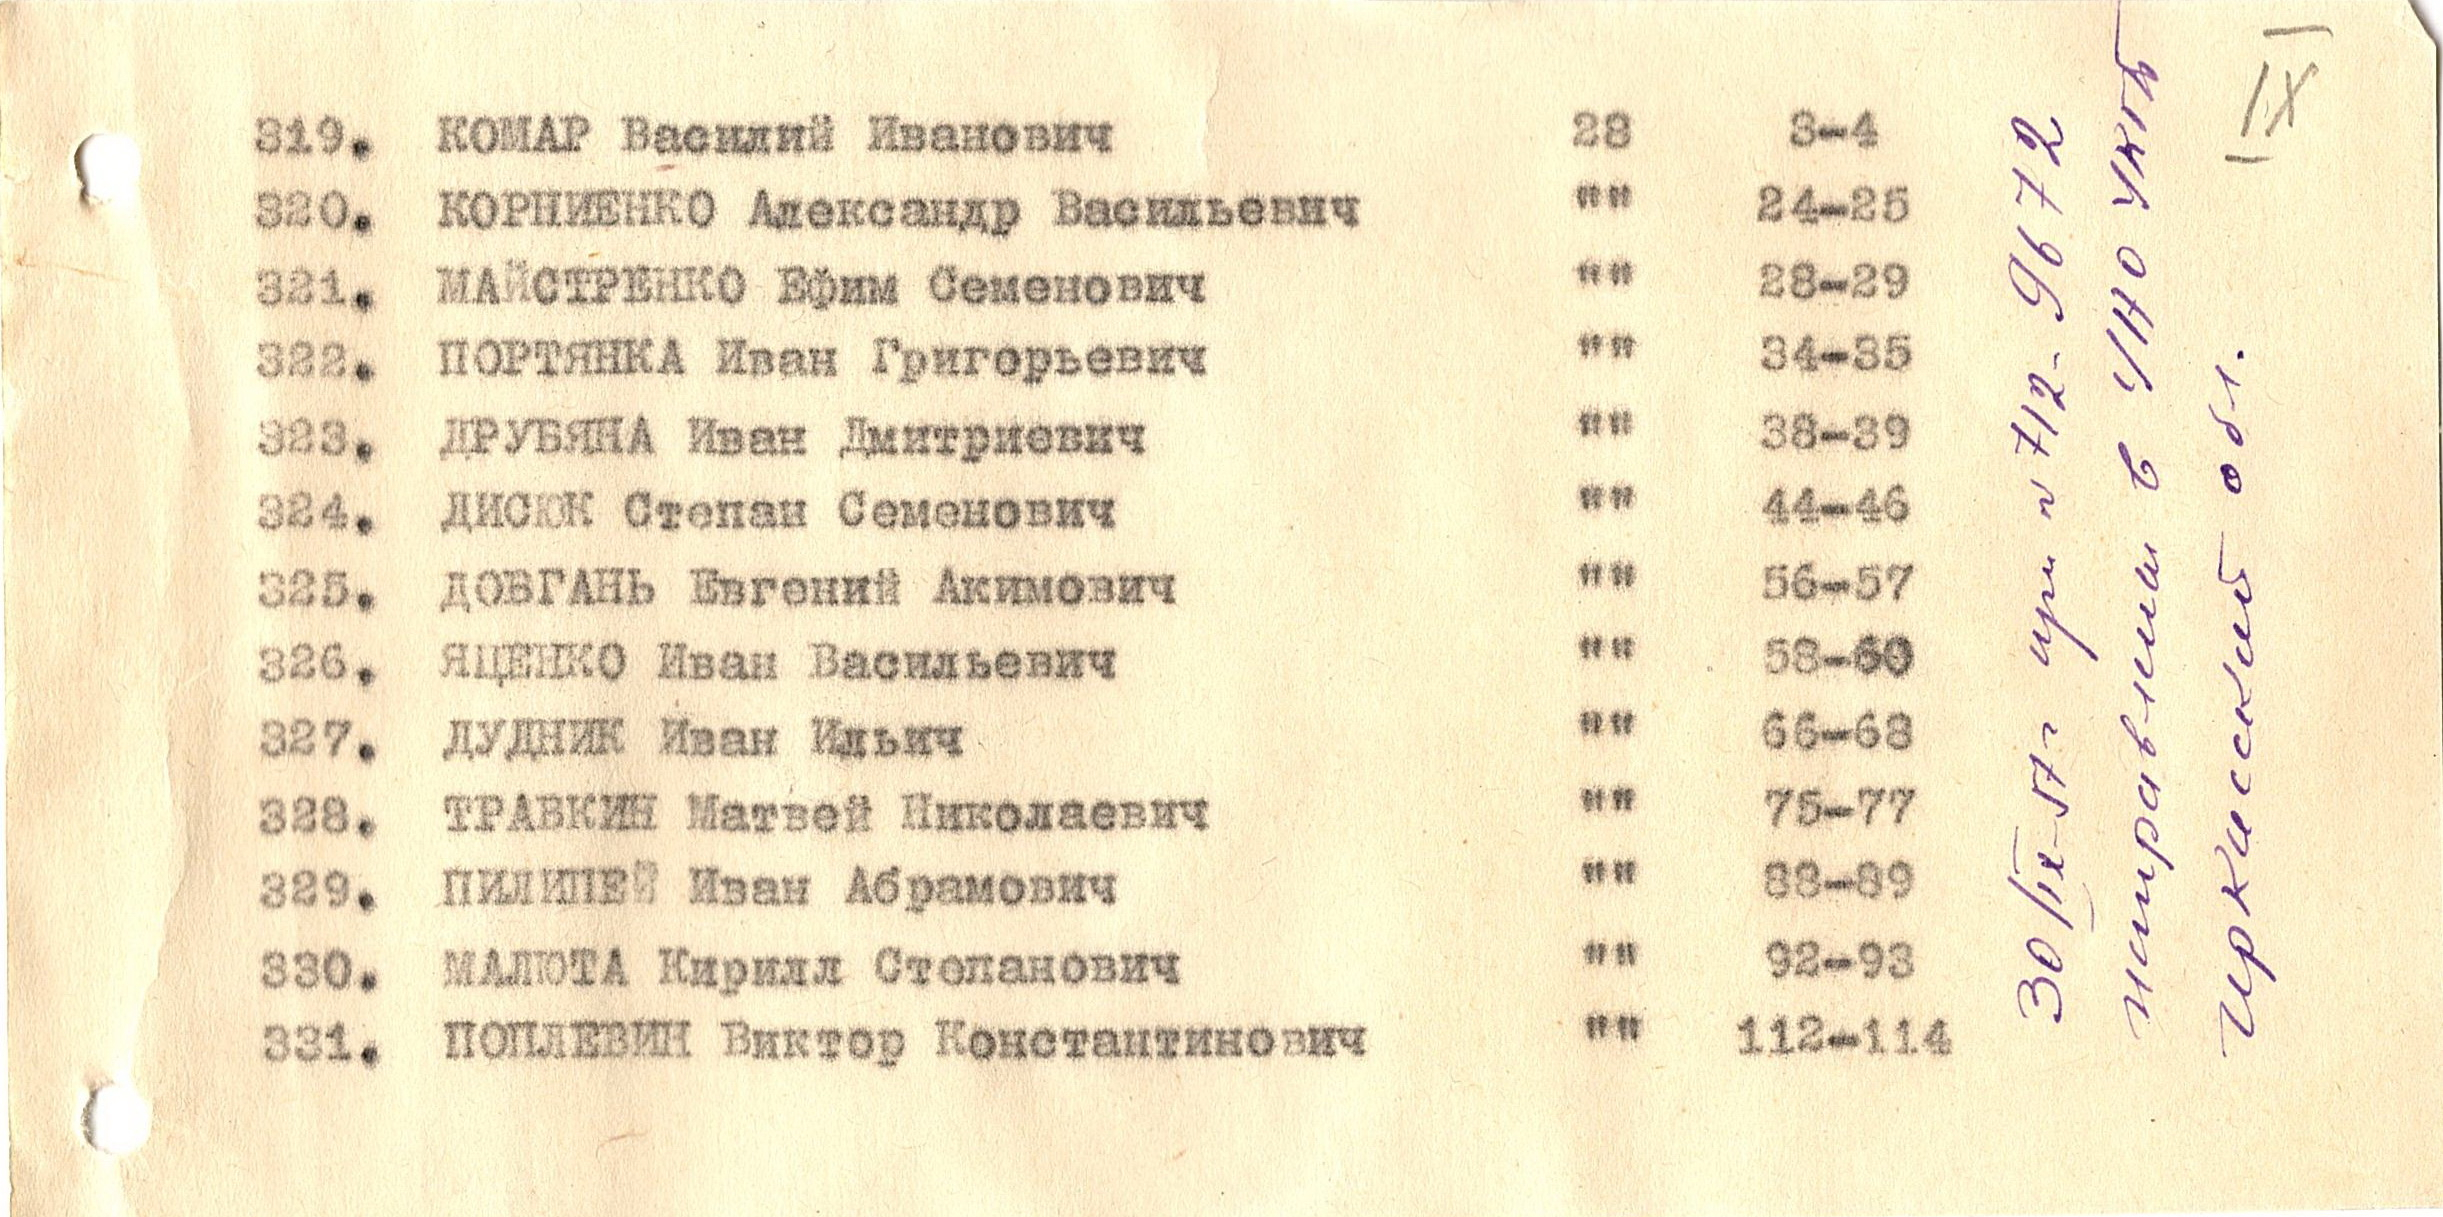 319. КОМАР Василий Иванович 28 3-4
320. КОРНИЕНКО Александр Васильевич "" 24-25
321. МАЙСТРЕНКО Ефим Семенович "" 28-29
322. ПОРТЯНКА Иван Григорьевич "" 34-35
323. ДРУБЯНА Иван Дмитриевич "" 38-39
324. ДИСЮК Степан Семенович "" 44-46
325. ДОВГАНЬ Евгений Акимович "" 56-57
326. ЯЦЕНКО Иван Васильевич "" 58-60
327. ДУДНИК Иван Ильич "" 66-68
328. ТРАВКИН Матвей Николаевич "" 75-77
329. ПИЛИПЕЙ Иван Абрамович "" 88-89
330. МАЛЮТА Кирилл Степанович "" 92-93
331. ПОПЛЕВИН Виктор Константинович "" 112-114
30/IX-57г при № 7/2-9672
направлены в УАО УКГБ
Черкасской обл.
IX